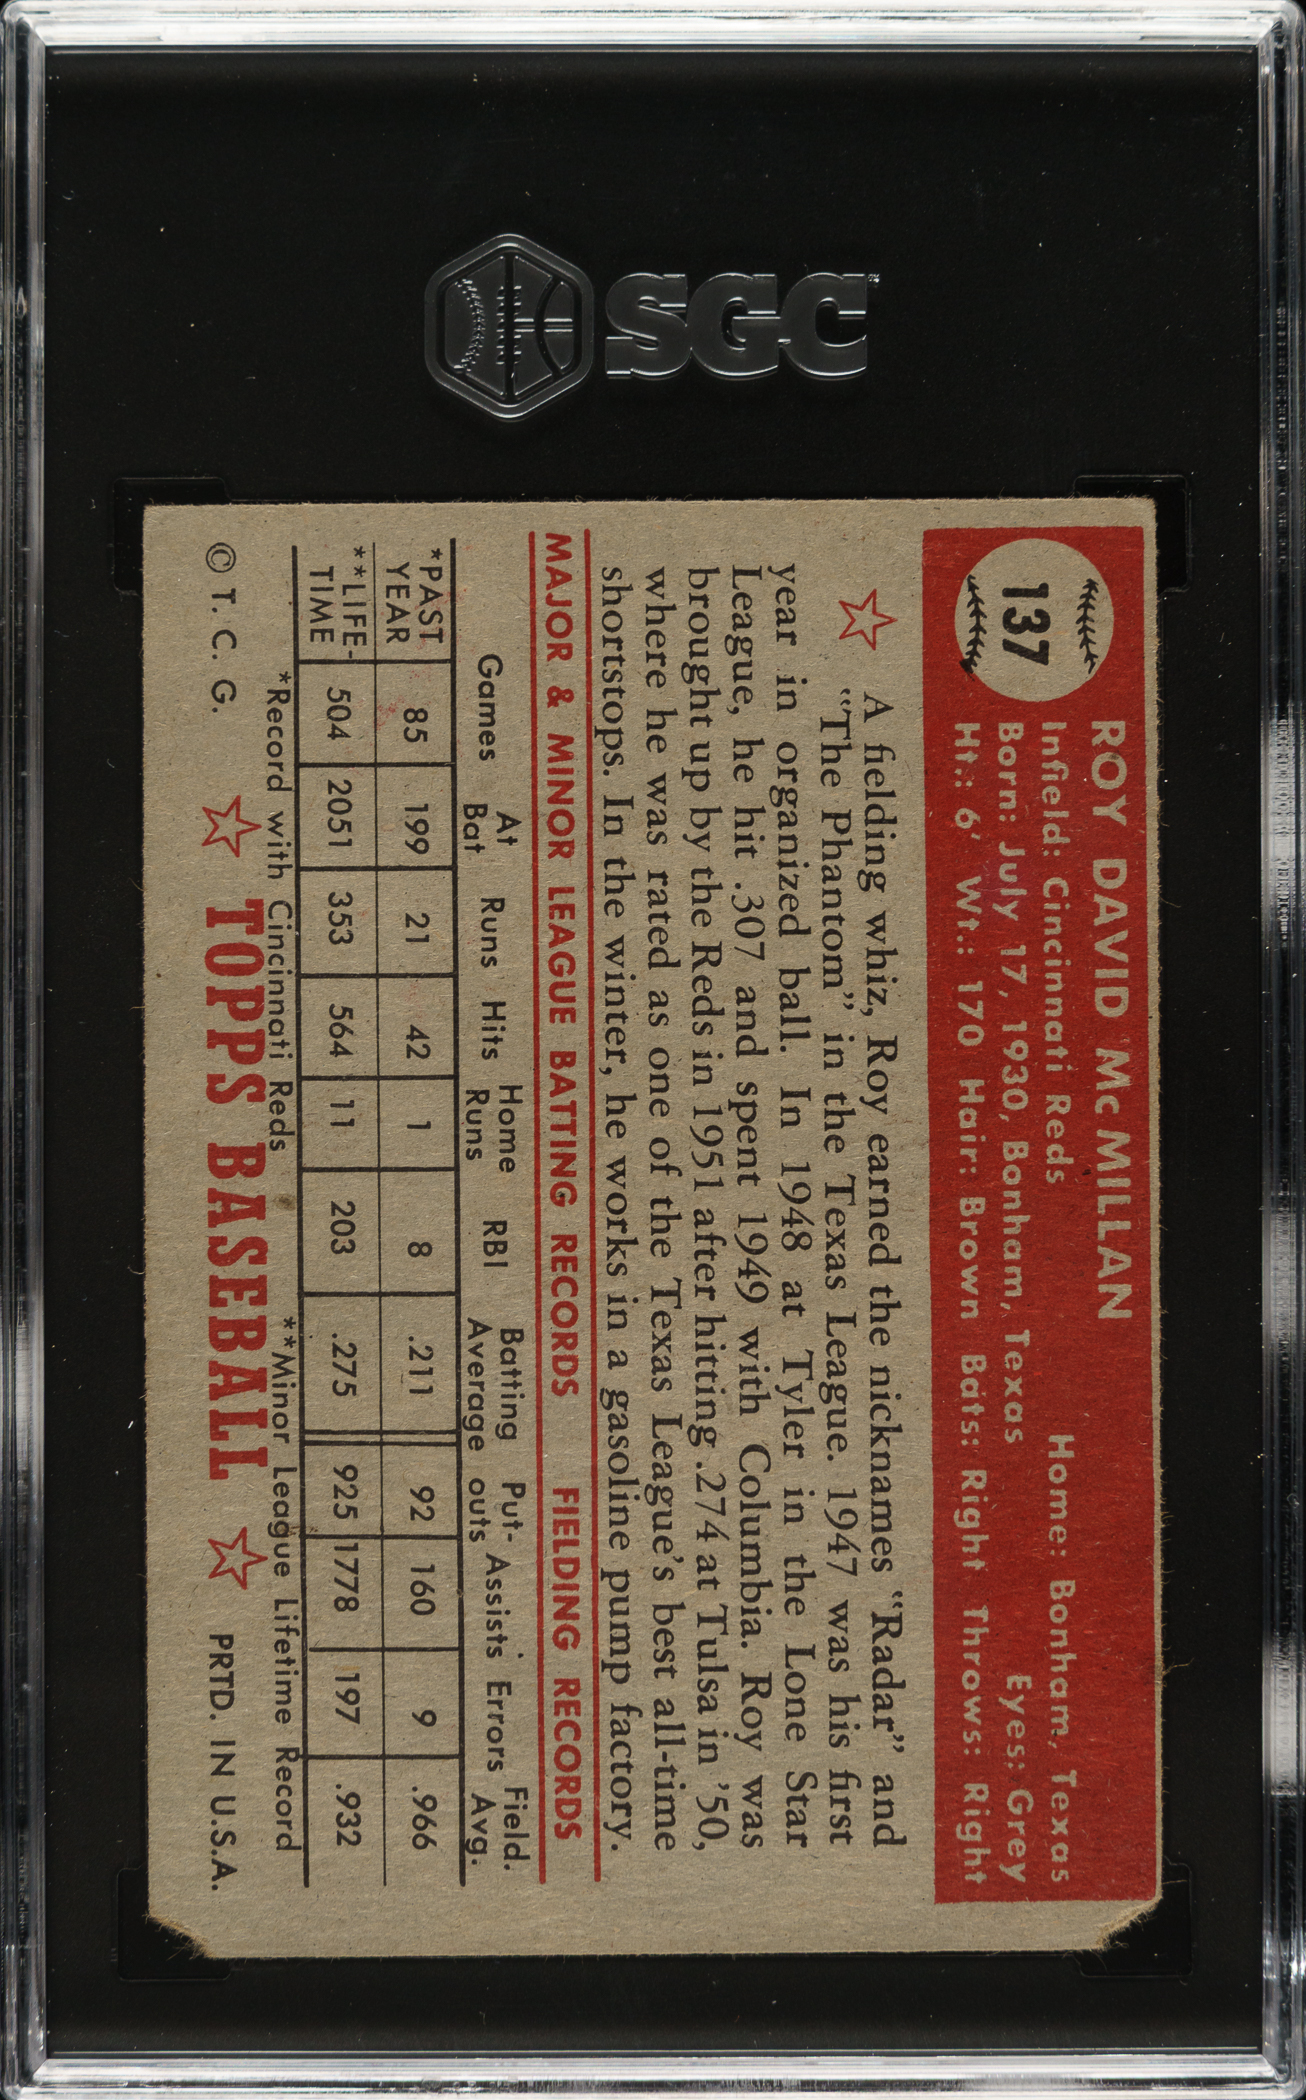 SGC
137
ROY DAVID Mc MILLAN
Infield: Cincinnati Reds Home: Bonham, Texas
Born: July 17, 1930, Bonham, Texas Eyes: Grey
Ht.: 6' Wt.: 170 Hair: Brown Bats: Right Throws: Right
A fielding whiz, Roy earned the nicknames "Radar" and
"The Phantom" in the Texas League. 1947 was his first
year in organized ball. In 1948 at Tyler in the Lone Star
League, he hit .307 and spent 1949 with Columbia. Roy was
brought up by the Reds in 1951 after hitting .274 at Tulsa in '50,
where he was rated as one of the Texas League's best all-time
shortstops. In the winter, he works in a gasoline pump factory.
MAJOR & MINOR LEAGUE BATTING RECORDS FIELDING RECORDS
Games At Bat Runs Hits Home Runs RBI Batting Average Put-outs Assists Errors Field. Avg.
*PAST YEAR 85 199 21 42 1 8 .211 92 160 9 .966
**LIFE-TIME 504 2051 353 564 11 203 .275 925 1778 197 .932
*Record with Cincinnati Reds **Minor League Lifetime Record
© T. C. G. TOPPS BASEBALL PRTD. IN U.S.A.